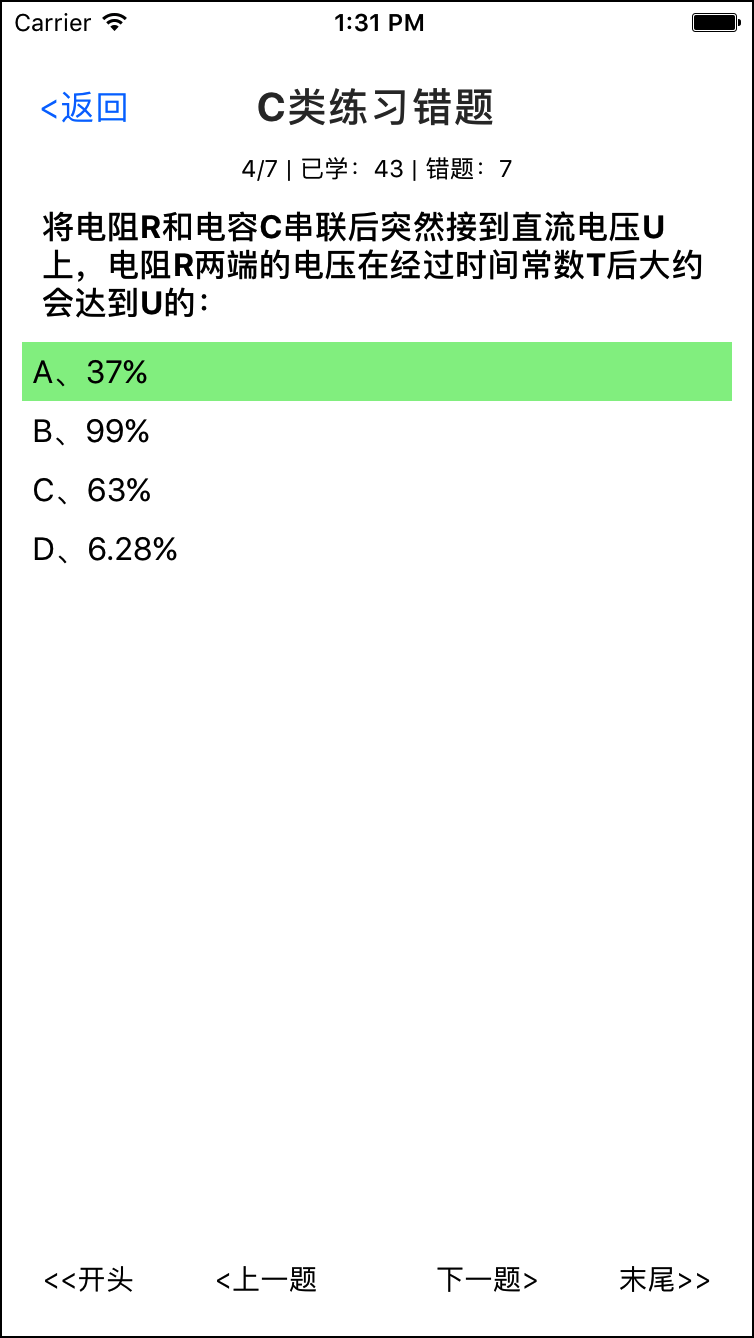 Carrier 1:31 PM
<返回 C类练习错题
4/7 | 已学：43 | 错题：7
将电阻R和电容C串联后突然接到直流电压U
上，电阻R两端的电压在经过时间常数T后大约
会达到U的：
A、37%
B、99%
C、63%
D、6.28%
<<开头 <上一题 下一题> 末尾>>